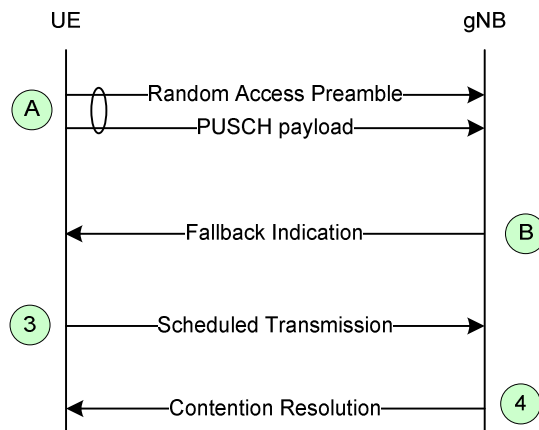 UE
gNB
A
Random Access Preamble
PUSCH payload
Fallback Indication
B
3
Scheduled Transmission
Contention Resolution
4